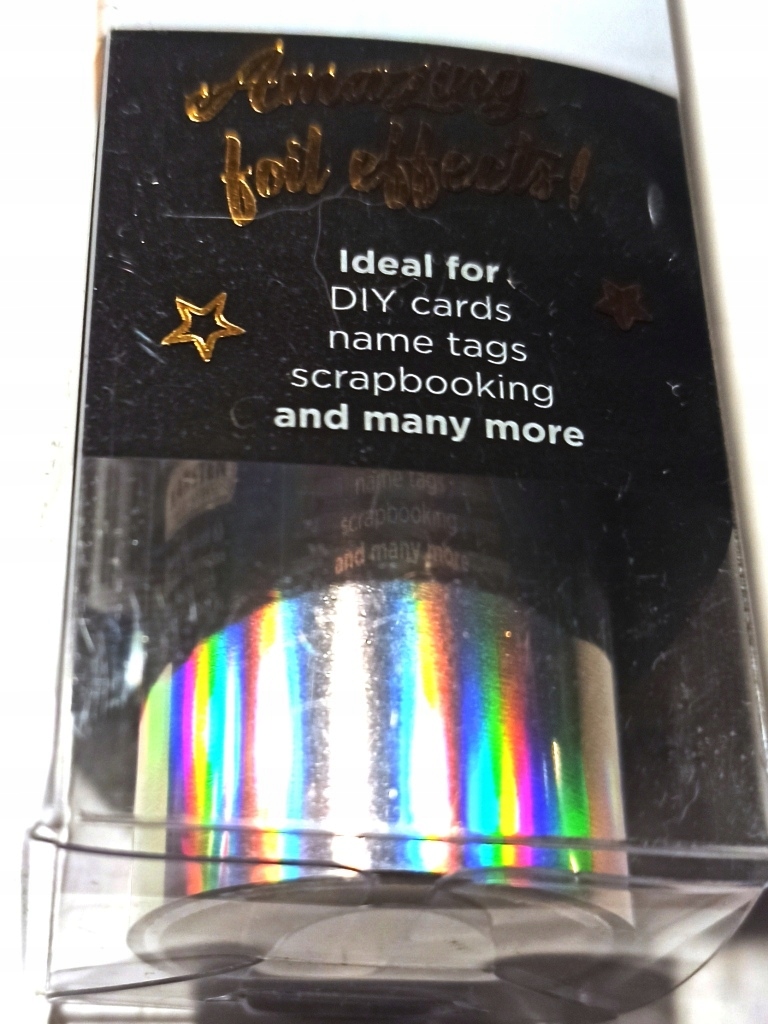 Amazing
foil effects!
Ideal for
DIY cards
name tags
scrapbooking
and many more
name tags
scrapbooking
and many more